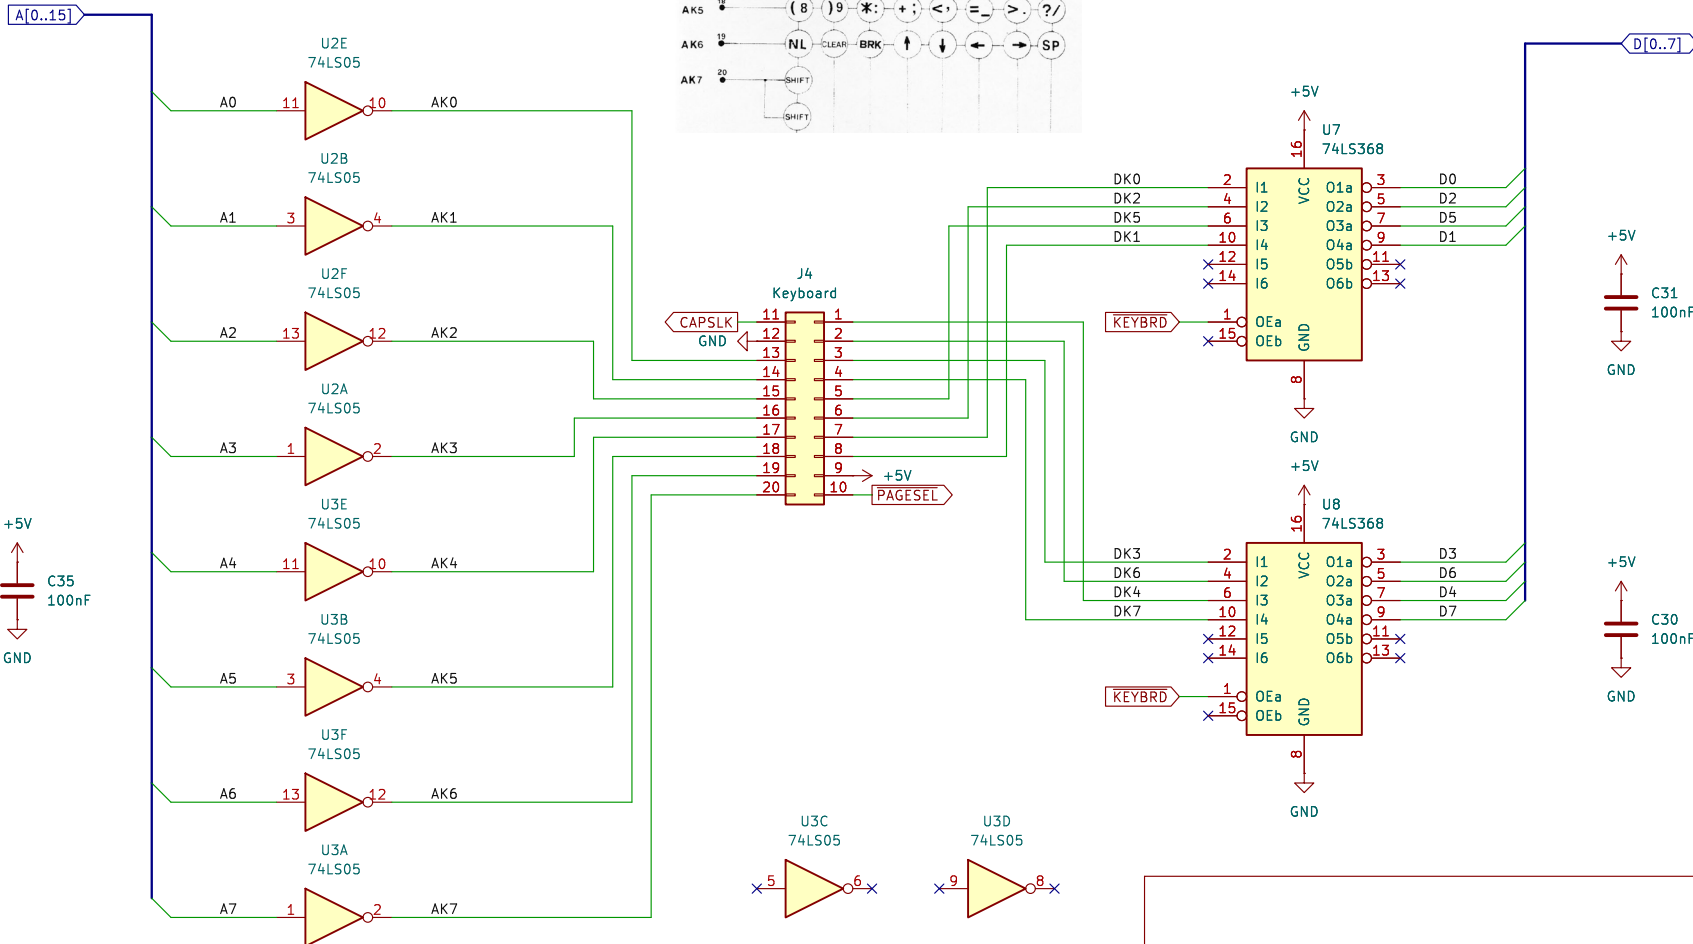 A[0..15]
D[0..7]
AK5 18 ( 8 ) 9 * : + ; < , = _ > . ? /
AK6 19 NL CLEAR BRK ↑ ↓ ← → SP
AK7 20 SHIFT
SHIFT
U2E
74LS05
A0 11 10 AK0
U2B
74LS05
A1 3 4 AK1
U2F
74LS05
A2 13 12 AK2
U2A
74LS05
A3 1 2 AK3
U3E
74LS05
A4 11 10 AK4
U3B
74LS05
A5 3 4 AK5
U3F
74LS05
A6 13 12 AK6
U3A
74LS05
A7 1 2 AK7
+5V
C35
100nF
GND
J4
Keyboard
CAPSLK 11 1
GND 12 2
13 3
14 4
15 5
16 6
17 7
18 8
19 9 +5V
20 10 PAGESEL
+5V
U7
74LS368
16 VCC
DK0 2 I1 O1a 3 D0
DK2 4 I2 O2a 5 D2
DK5 6 I3 O3a 7 D5
DK1 10 I4 O4a 9 D1
12 I5 O5b 11
14 I6 O6b 13
KEYBRD 1 OEa
15 OEb
GND 8
GND
+5V
U8
74LS368
16 VCC
DK3 2 I1 O1a 3 D3
DK6 4 I2 O2a 5 D6
DK4 6 I3 O3a 7 D4
DK7 10 I4 O4a 9 D7
12 I5 O5b 11
14 I6 O6b 13
KEYBRD 1 OEa
15 OEb
GND 8
GND
+5V
C31
100nF
GND
+5V
C30
100nF
GND
U3C
74LS05
5 6
U3D
74LS05
9 8